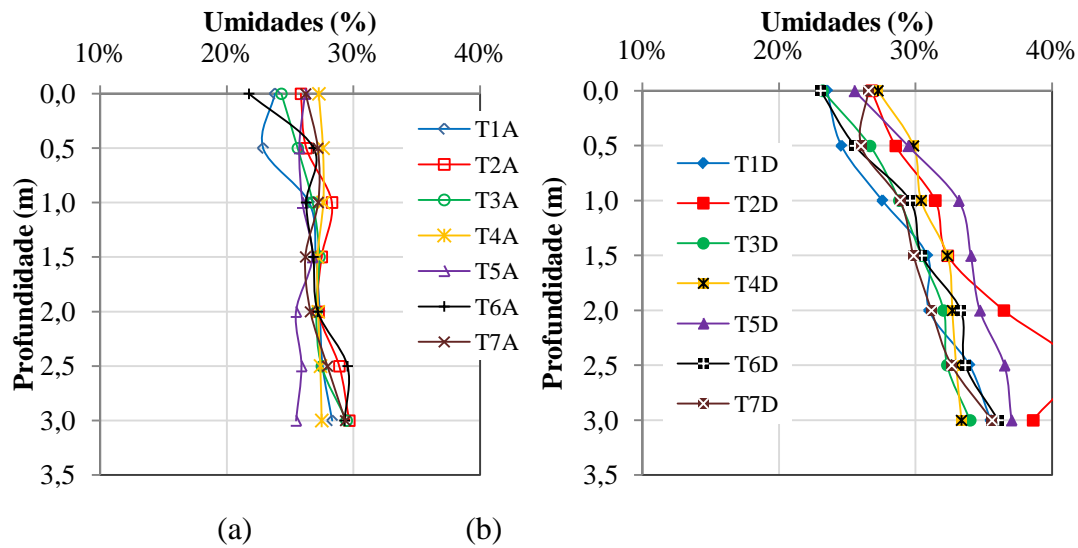 Umidades (%)
10% 20% 30% 40%
0,0
0,5
1,0
1,5
2,0
2,5
3,0
3,5
Profundidade (m)
T1A
T2A
T3A
T4A
T5A
T6A
T7A
(a)
Umidades (%)
10% 20% 30% 40%
0,0
0,5
1,0
1,5
2,0
2,5
3,0
3,5
Profundidade (m)
T1D
T2D
T3D
T4D
T5D
T6D
T7D
(b)